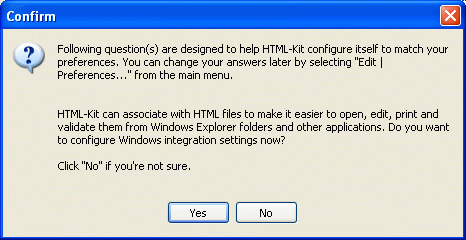 Confirm
Following question(s) are designed to help HTML-Kit configure itself to match your
preferences. You can change your answers later by selecting "Edit |
Preferences..." from the main menu.
HTML-Kit can associate with HTML files to make it easier to open, edit, print and
validate them from Windows Explorer folders and other applications. Do you want
to configure Windows integration settings now?
Click "No" if you're not sure.
Yes
No